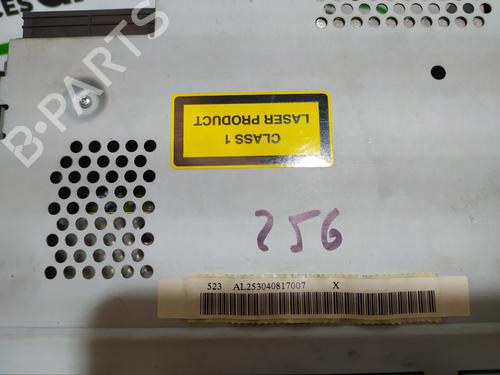 B-PARTS
CLASS 1
LASER PRODUCT
256
523 AL253040817007 X